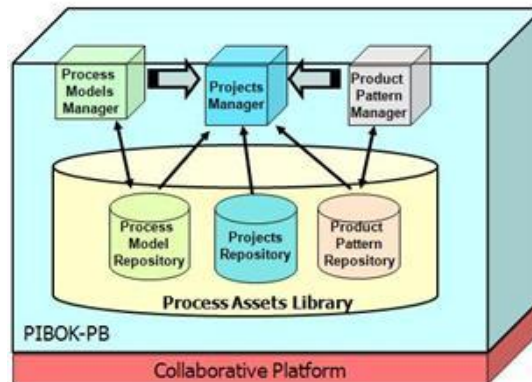 Process
Models
Manager
Projects
Manager
Product
Pattern
Manager
Process
Model
Repository
Projects
Repository
Product
Pattern
Repository
Process Assets Library
PIBOK-PB
Collaborative Platform